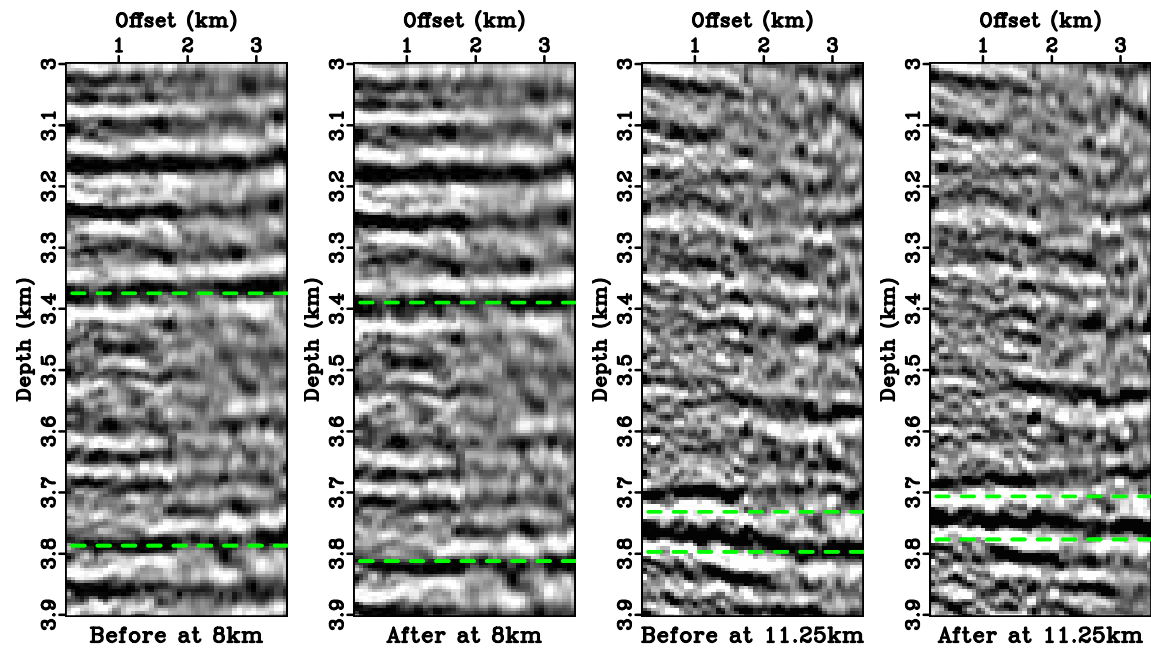 Offset (km) Offset (km) Offset (km) Offset (km)
1 2 3 1 2 3 1 2 3 1 2 3
Depth (km) Depth (km) Depth (km) Depth (km)
3 3 3 3
3.1 3.1 3.1 3.1
3.2 3.2 3.2 3.2
3.3 3.3 3.3 3.3
3.4 3.4 3.4 3.4
3.5 3.5 3.5 3.5
3.6 3.6 3.6 3.6
3.7 3.7 3.7 3.7
3.8 3.8 3.8 3.8
3.9 3.9 3.9 3.9
Before at 8km After at 8km Before at 11.25km After at 11.25km